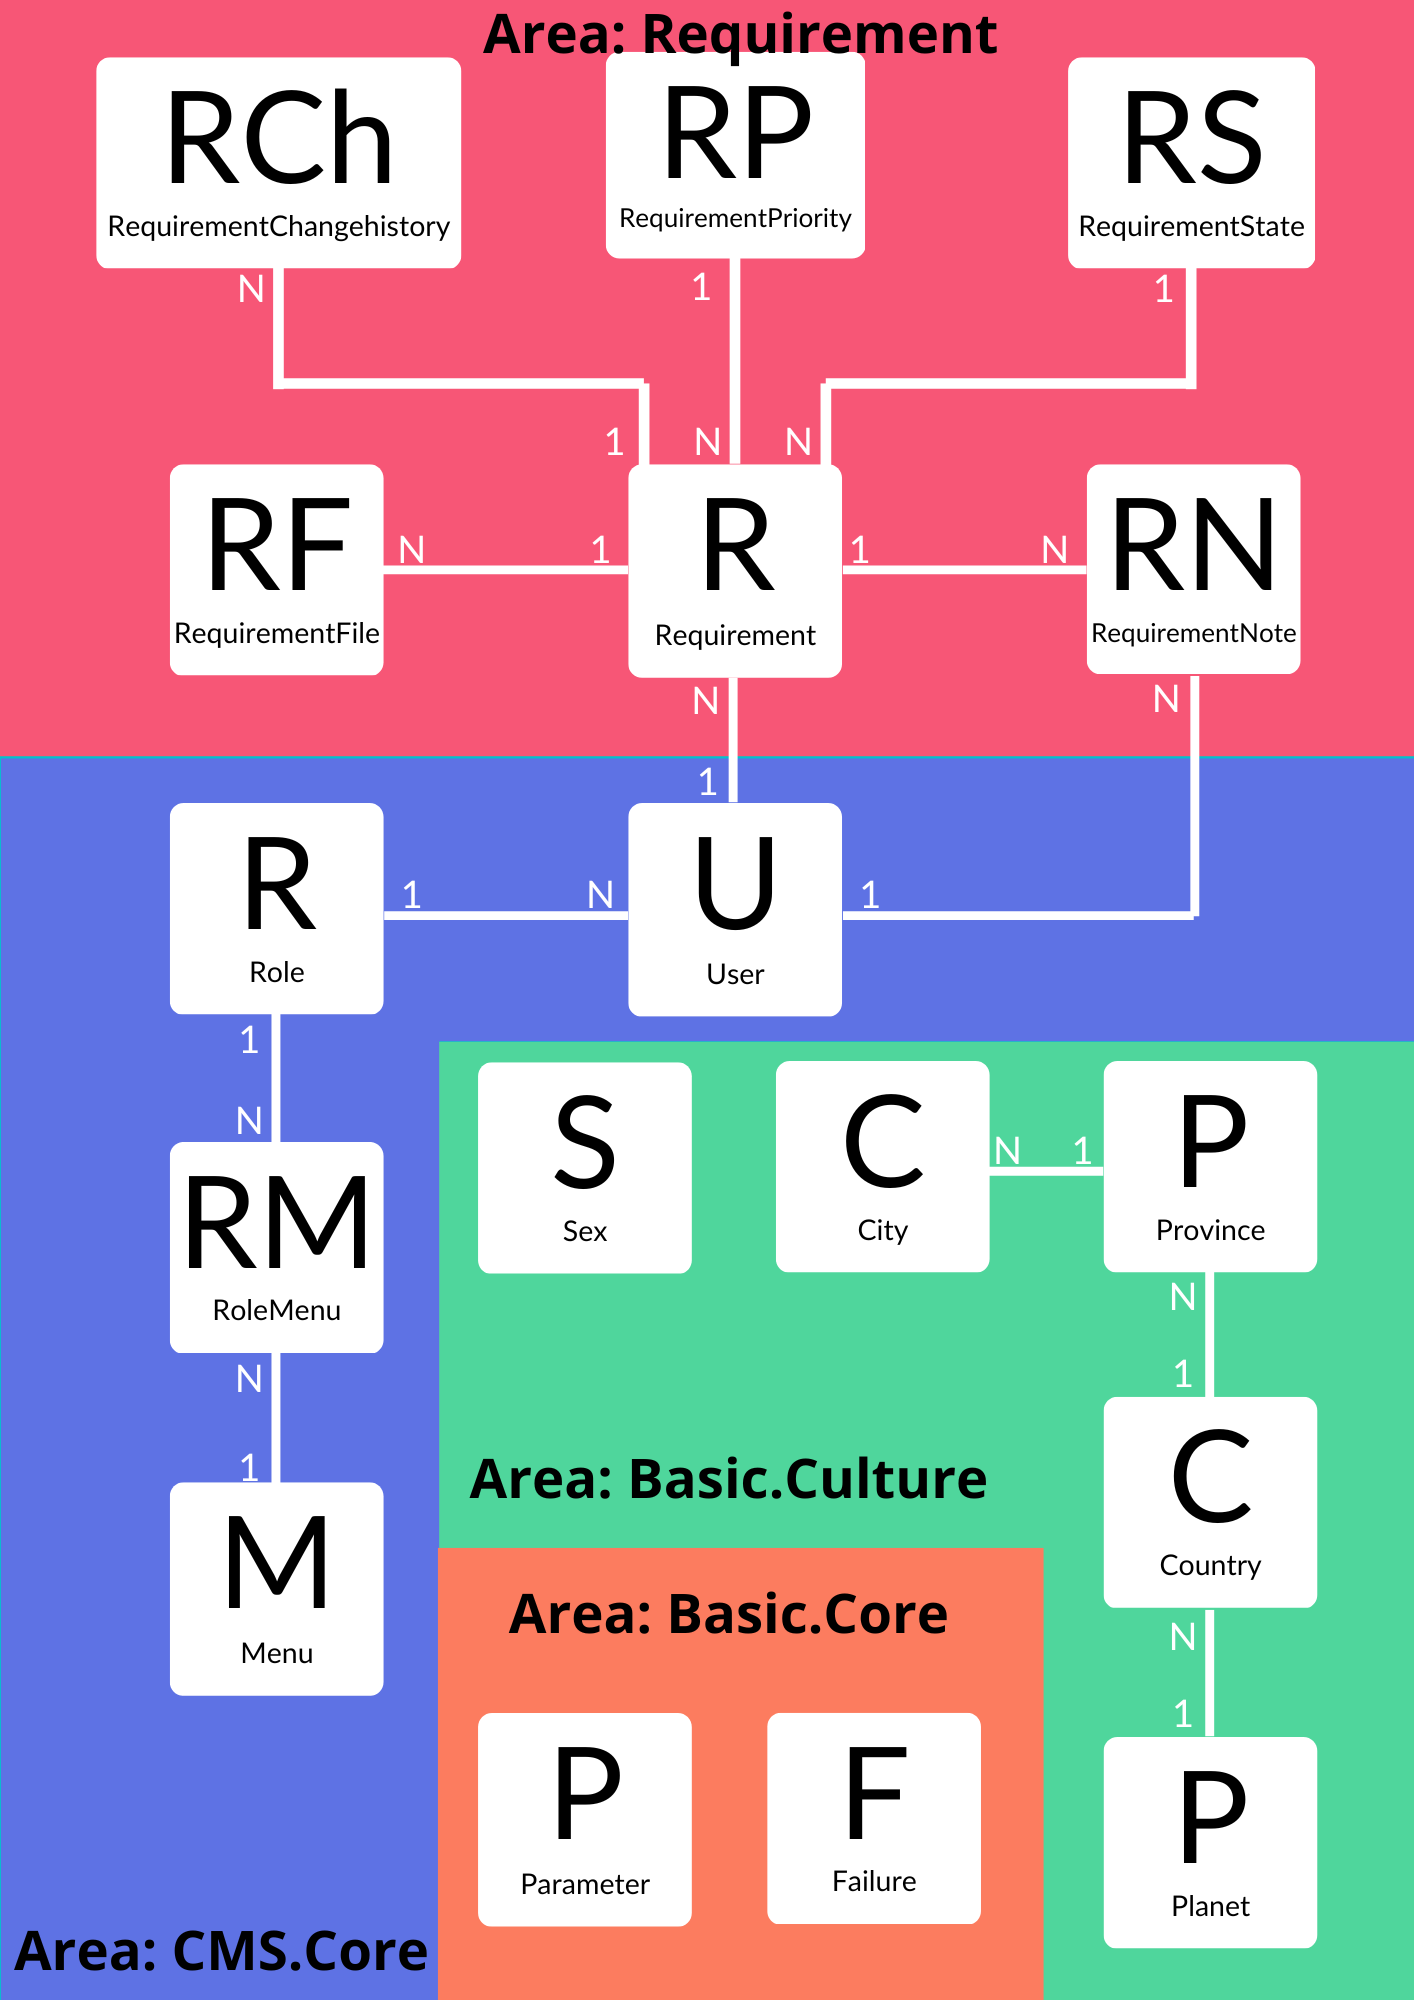 Area: Requirement
RCh
RequirementChangehistory
N
RP
RequirementPriority
1
RS
RequirementState
1
1
N
N
RF
RequirementFile
N
1
R
Requirement
1
N
RN
RequirementNote
N
N
1
R
Role
1
N
U
User
1
1
N
S
Sex
C
City
N
1
P
Province
RM
RoleMenu
N
1
N
1
M
Menu
C
Country
Area: Basic.Culture
Area: Basic.Core
N
1
P
Parameter
F
Failure
P
Planet
Area: CMS.Core